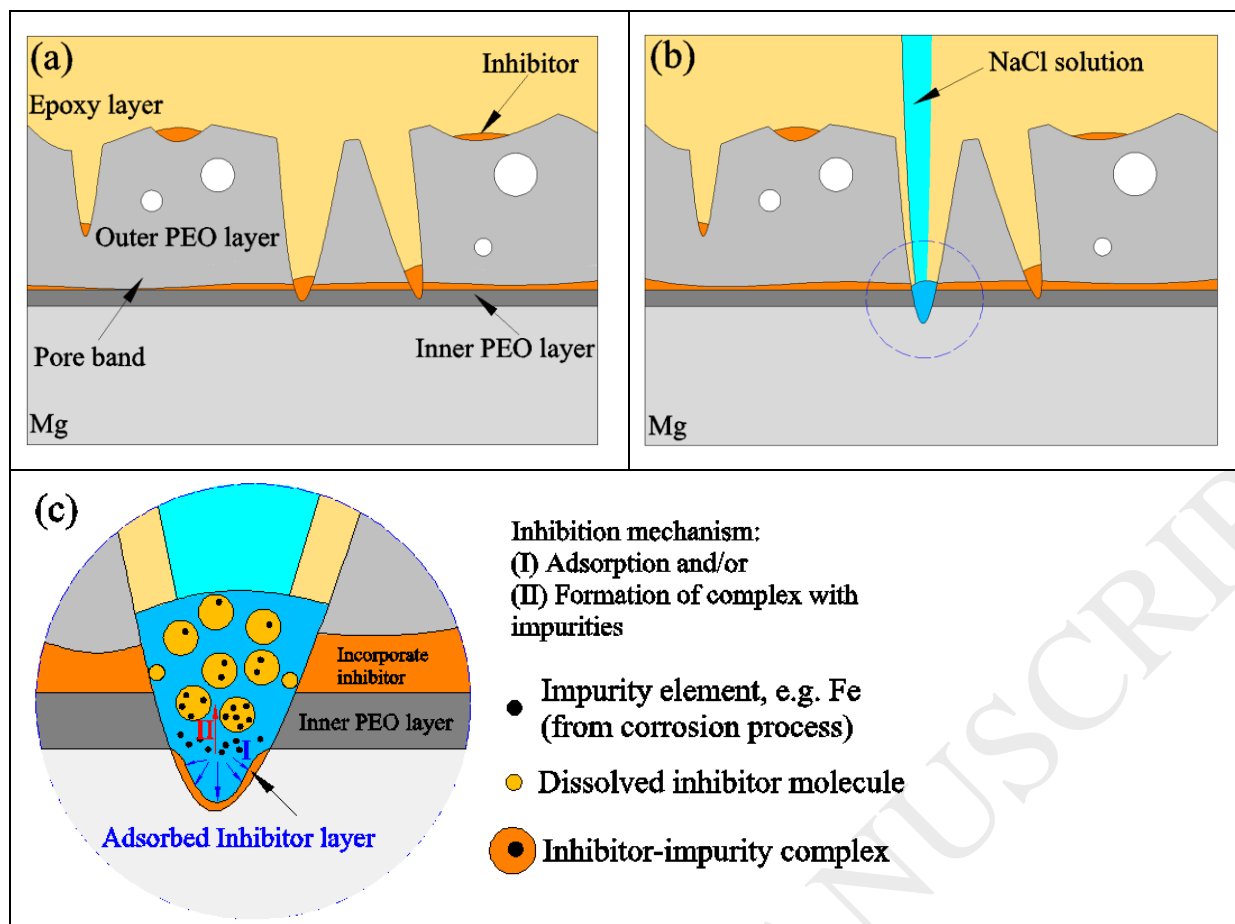 (a)
Inhibitor
Epoxy layer
Outer PEO layer
Pore band
Inner PEO layer
Mg
(b)
NaCl solution
Mg
(c)
Inhibition mechanism:
(I) Adsorption and/or
(II) Formation of complex with
impurities
Incorporate
inhibitor
Inner PEO layer
II
I
Adsorbed Inhibitor layer
Impurity element, e.g. Fe
(from corrosion process)
Dissolved inhibitor molecule
Inhibitor-impurity complex
ANUSCRIP